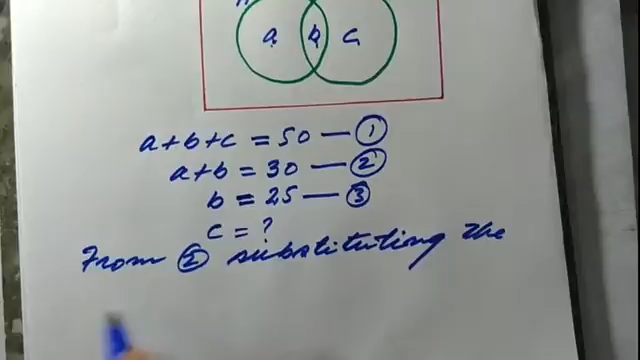 a b c
a+b+c = 50 — ①
a+b = 30 — ②
b = 25 — ③
c = ?
From ② substituting the